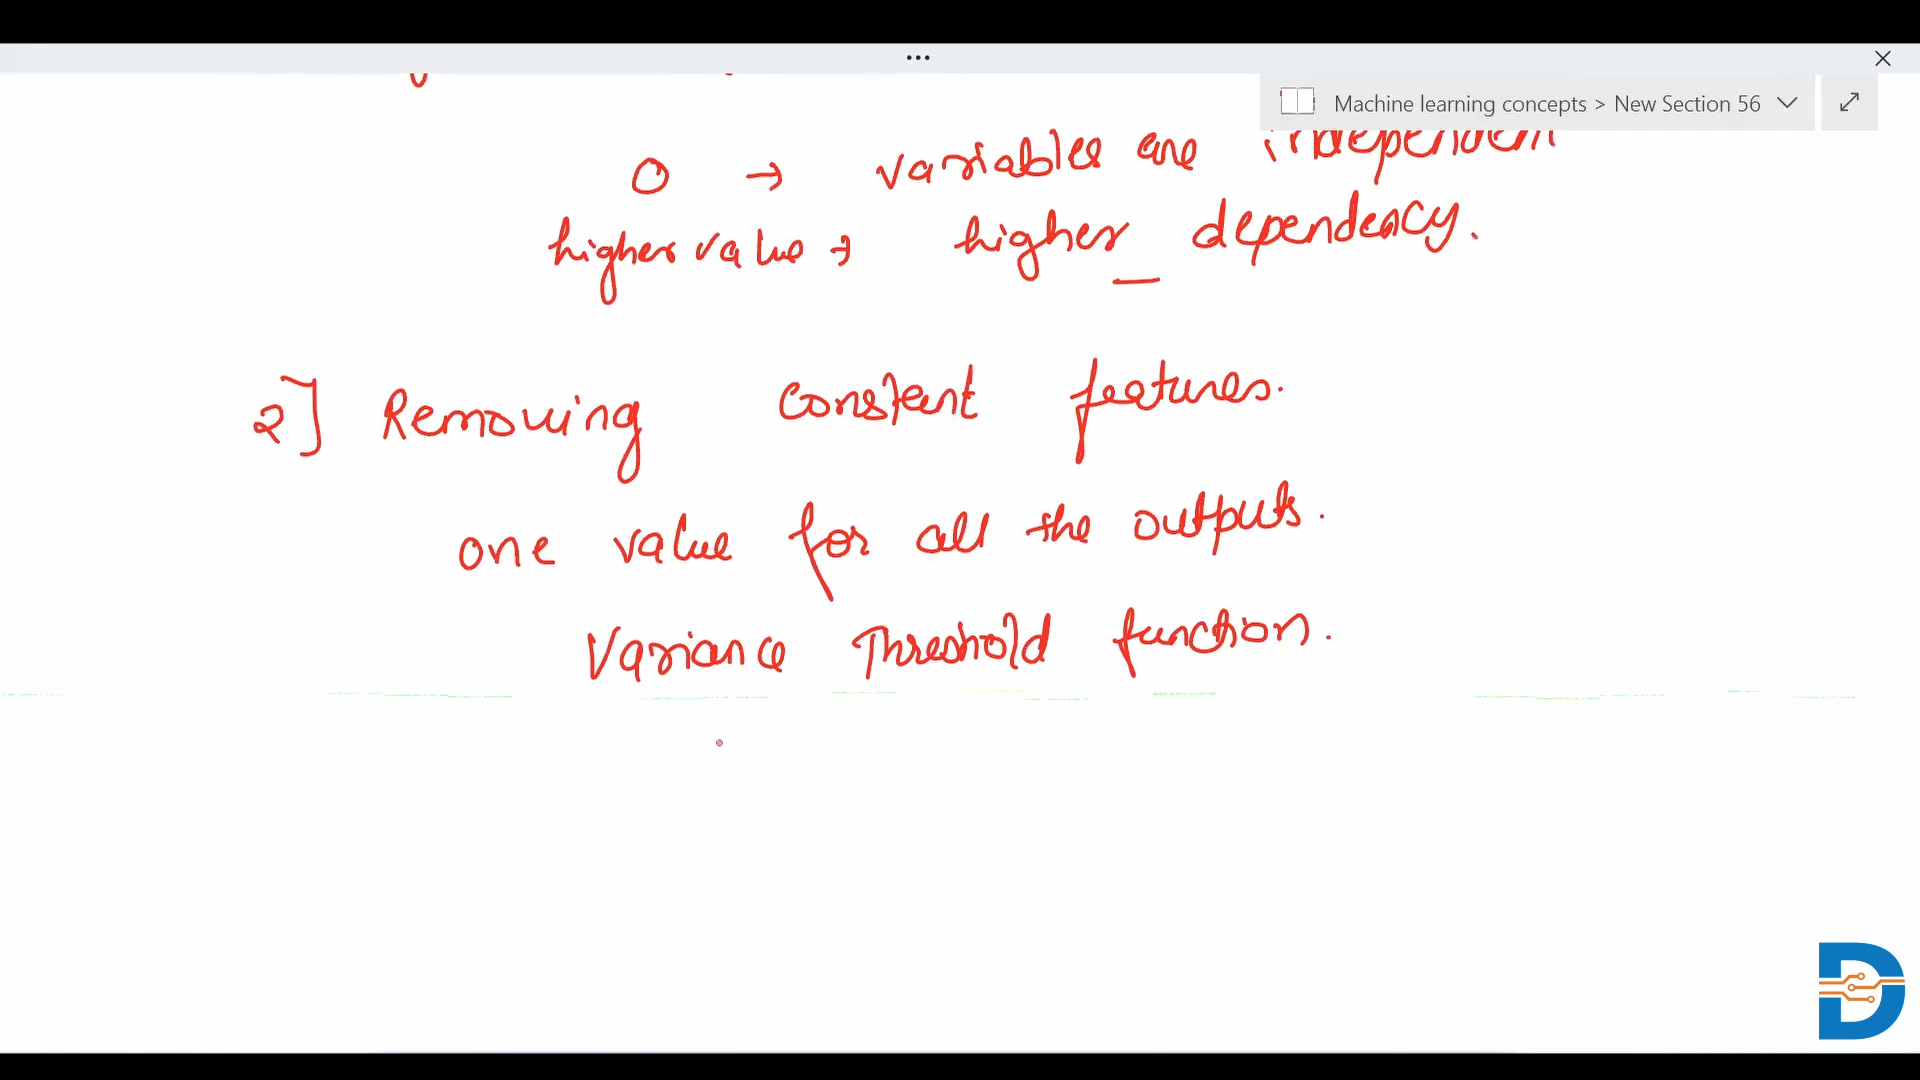 Machine learning concepts > New Section 56
0 → variables are independent
higher value → higher dependency.
2] Removing constant features.
one value for all the outputs.
Variance Threshold function.